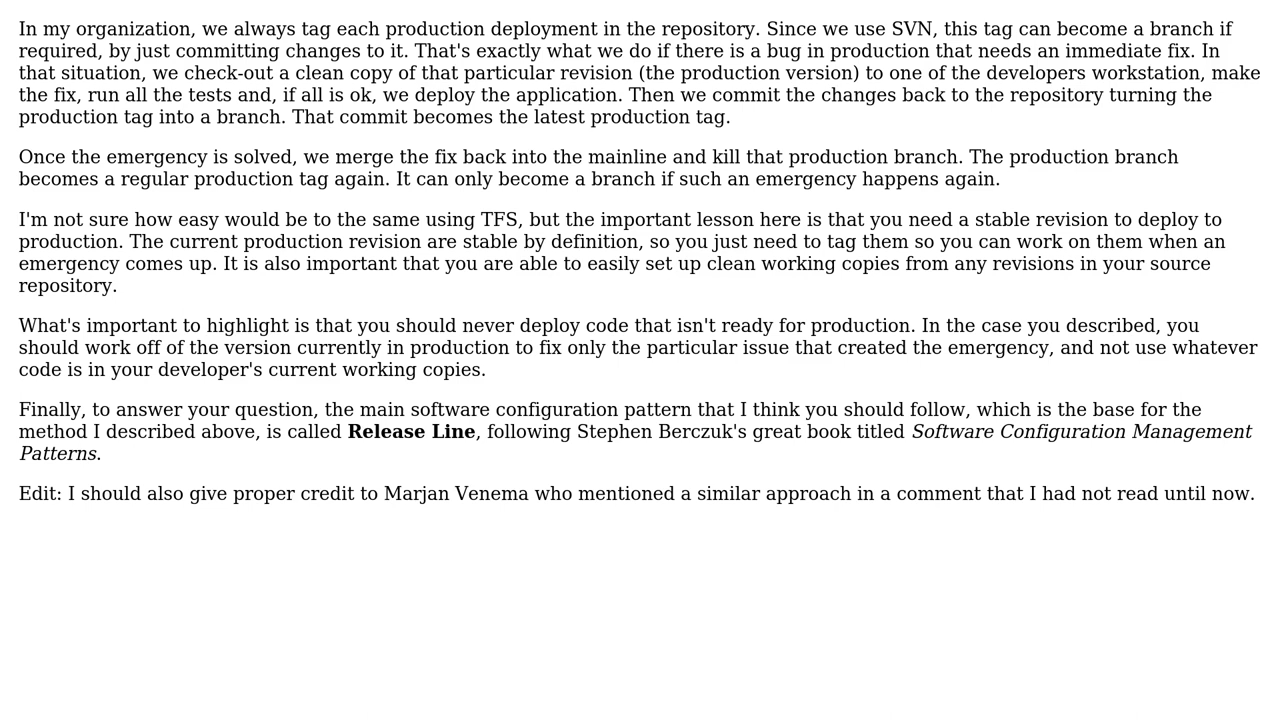 In my organization, we always tag each production deployment in the repository. Since we use SVN, this tag can become a branch if
required, by just committing changes to it. That's exactly what we do if there is a bug in production that needs an immediate fix. In
that situation, we check-out a clean copy of that particular revision (the production version) to one of the developers workstation, make
the fix, run all the tests and, if all is ok, we deploy the application. Then we commit the changes back to the repository turning the
production tag into a branch. That commit becomes the latest production tag.
Once the emergency is solved, we merge the fix back into the mainline and kill that production branch. The production branch
becomes a regular production tag again. It can only become a branch if such an emergency happens again.
I'm not sure how easy would be to the same using TFS, but the important lesson here is that you need a stable revision to deploy to
production. The current production revision are stable by definition, so you just need to tag them so you can work on them when an
emergency comes up. It is also important that you are able to easily set up clean working copies from any revisions in your source
repository.
What's important to highlight is that you should never deploy code that isn't ready for production. In the case you described, you
should work off of the version currently in production to fix only the particular issue that created the emergency, and not use whatever
code is in your developer's current working copies.
Finally, to answer your question, the main software configuration pattern that I think you should follow, which is the base for the
method I described above, is called Release Line, following Stephen Berczuk's great book titled Software Configuration Management
Patterns.
Edit: I should also give proper credit to Marjan Venema who mentioned a similar approach in a comment that I had not read until now.